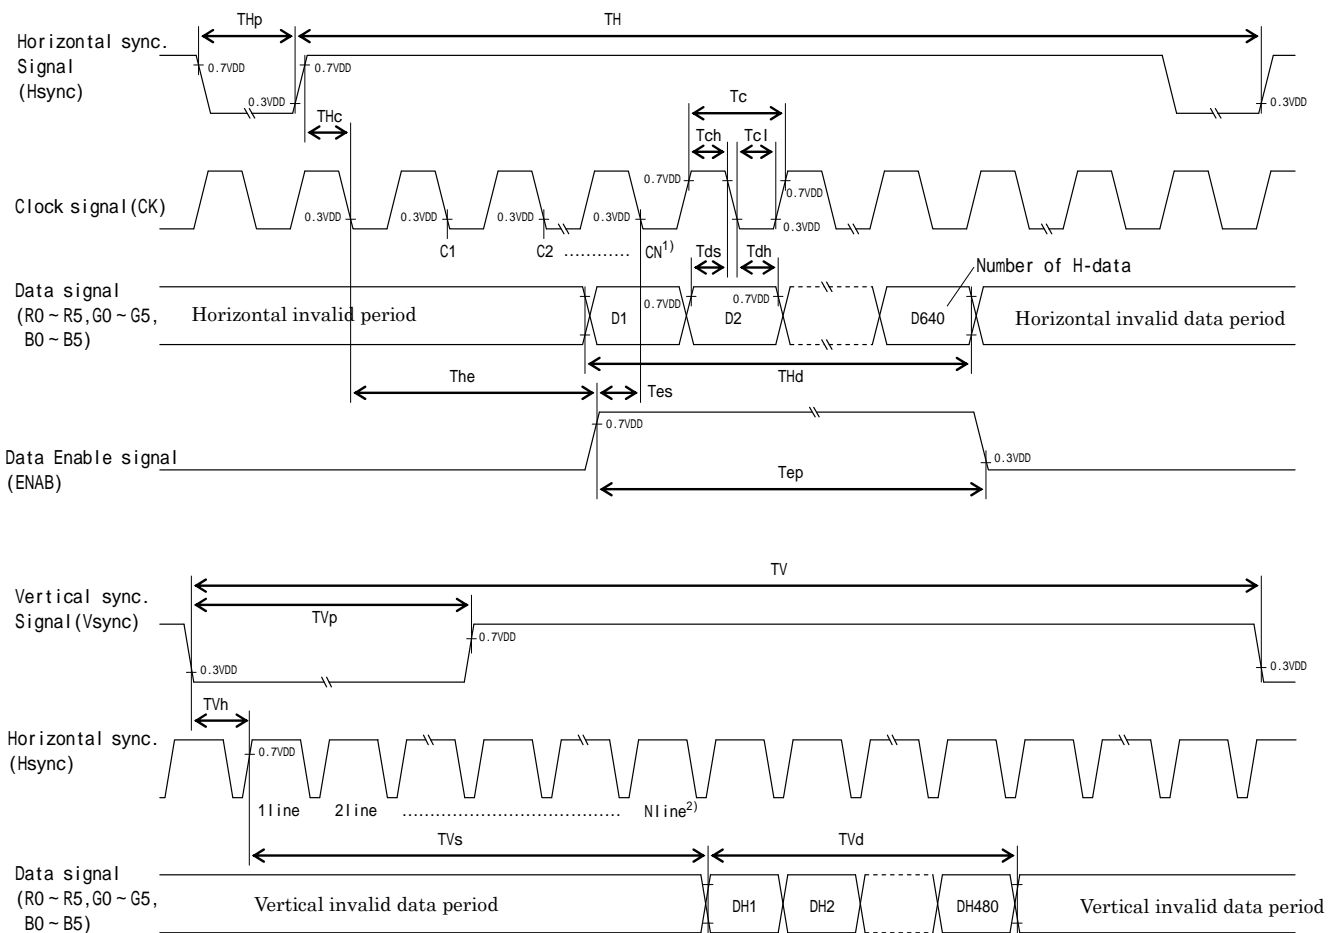 THp
TH
Horizontal sync.
Signal
(Hsync)
0.7VDD
0.7VDD
0.3VDD
0.3VDD
THc
Tc
Tch
Tcl
0.7VDD
0.7VDD
Clock signal(CK)
0.3VDD
0.3VDD
0.3VDD
0.3VDD
0.3VDD
C1
C2 ............ CN1)
Tds
Tdh
Number of H-data
Data signal
(R0 ~ R5,G0 ~ G5,
B0 ~ B5)
Horizontal invalid period
D1
0.7VDD
D2
0.7VDD
D640
Horizontal invalid data period
The
Tes
THd
0.7VDD
Data Enable signal
(ENAB)
0.3VDD
Tep
TV
Vertical sync.
Signal(Vsync)
TVp
0.7VDD
0.3VDD
0.3VDD
TVh
Horizontal sync.
(Hsync)
0.7VDD
1line 2line ....................................... Nline2)
TVs
TVd
Data signal
(R0 ~ R5,G0 ~ G5,
B0 ~ B5)
Vertical invalid data period
DH1
DH2
DH480
Vertical invalid data period